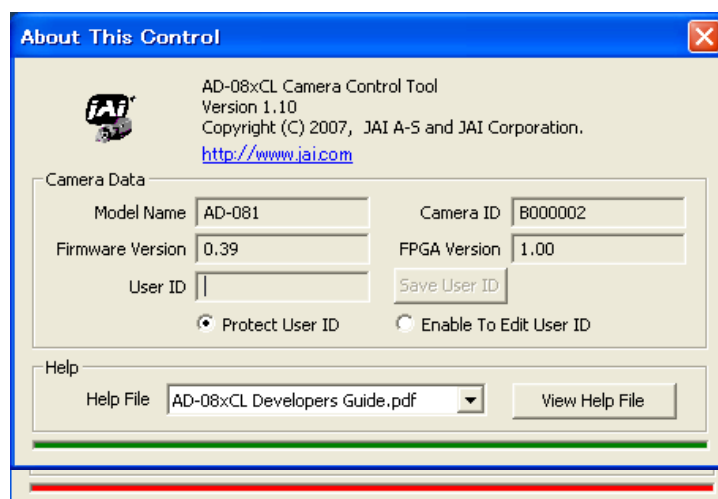 About This Control
JAI
AD-08xCL Camera Control Tool
Version 1.10
Copyright (C) 2007, JAI A-S and JAI Corporation.
http://www.jai.com
Camera Data
Model Name AD-081 Camera ID B000002
Firmware Version 0.39 FPGA Version 1.00
User ID Save User ID
Protect User ID Enable To Edit User ID
Help
Help File AD-08xCL Developers Guide.pdf View Help File